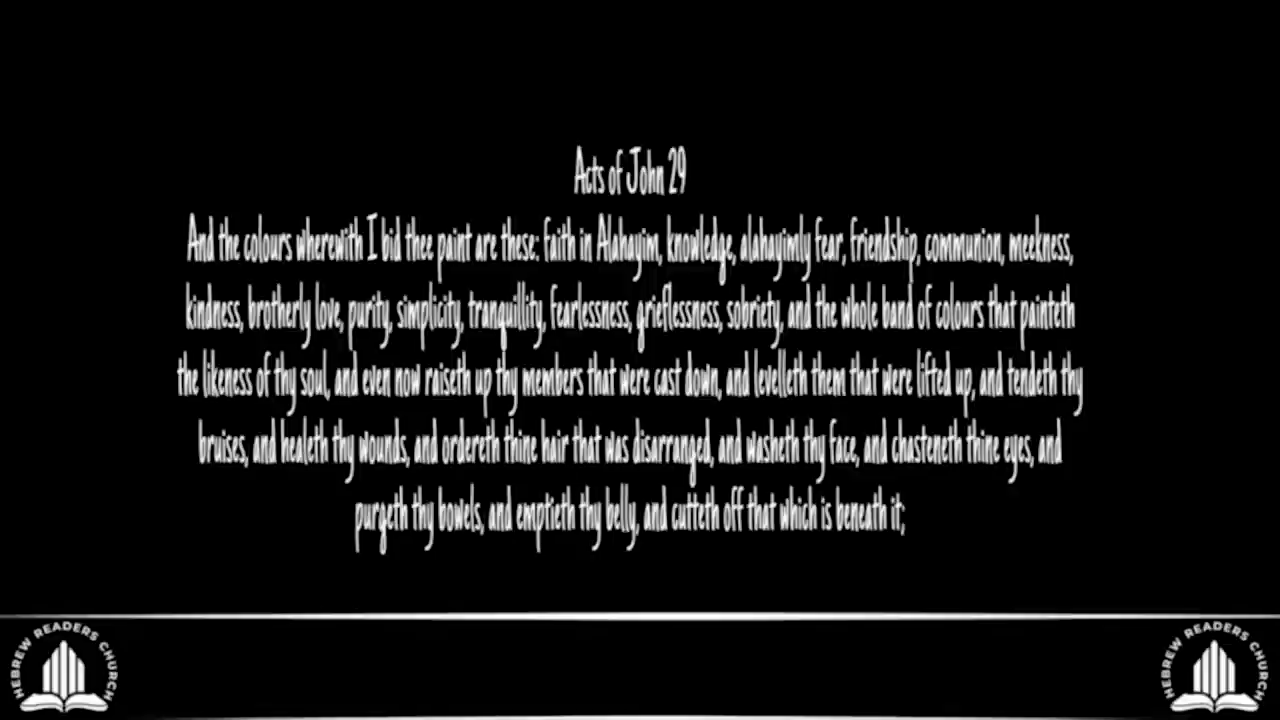 Acts of John 29
And the colours wherewith I bid thee paint are these: faith in Alahayim, knowledge, alahayimly fear, friendship, communion, meekness,
kindness, brotherly love, purity, simplicity, tranquillity, fearlessness, grieflessness, sobriety, and the whole band of colours that painteth
the likeness of thy soul, and even now raiseth up thy members that were cast down, and levelleth them that were lifted up, and tendeth thy
bruises, and healeth thy wounds, and ordereth thine hair that was disarranged, and washeth thy face, and chasteneth thine eyes, and
purgeth thy bowels, and emptieth thy belly, and cutteth off that which is beneath it;
HEBREW READERS CHURCH
HEBREW READERS CHURCH